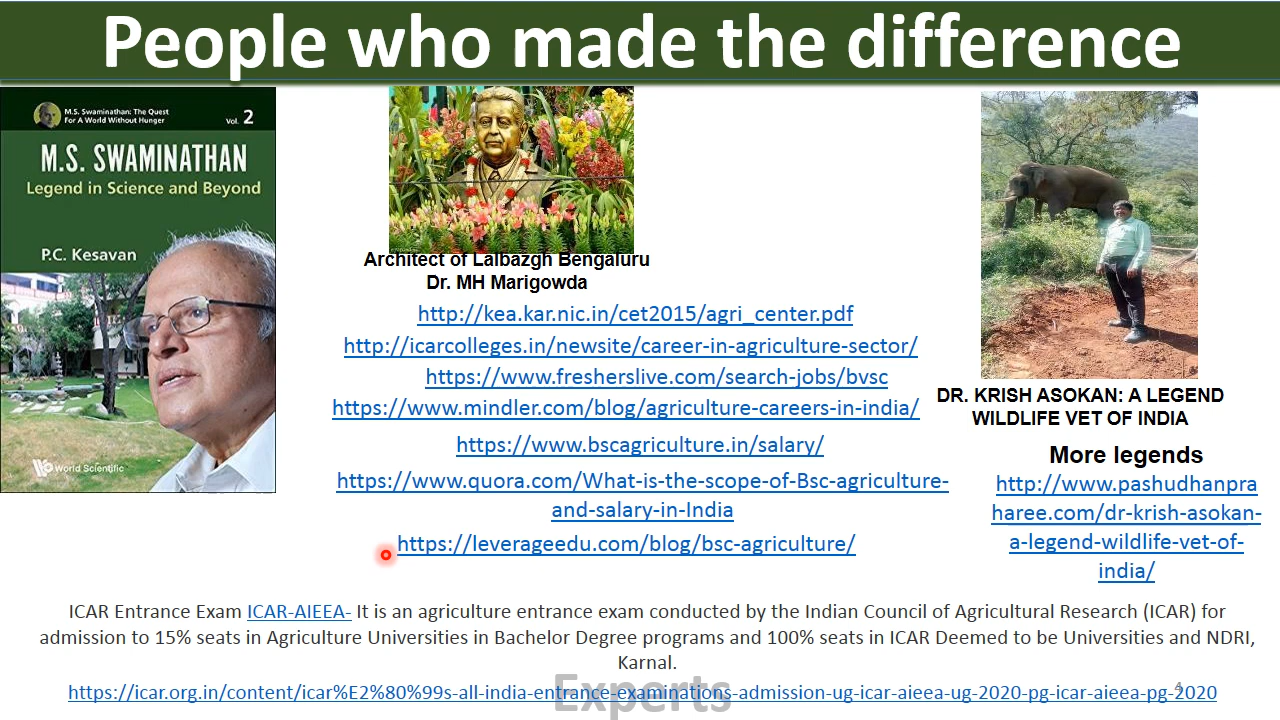 People who made the difference
M.S. Swaminathan: The Quest
For A World Without Hunger
Vol. 2
M.S. SWAMINATHAN
Legend in Science and Beyond
P.C. Kesavan
World Scientific
Architect of Lalbazgh Bengaluru
Dr. MH Marigowda
http://kea.kar.nic.in/cet2015/agri_center.pdf
http://icarcolleges.in/newsite/career-in-agriculture-sector/
https://www.fresherslive.com/search-jobs/bvsc
https://www.mindler.com/blog/agriculture-careers-in-india/
https://www.bscagriculture.in/salary/
https://www.quora.com/What-is-the-scope-of-Bsc-agriculture-
and-salary-in-India
https://leverageedu.com/blog/bsc-agriculture/
DR. KRISH ASOKAN: A LEGEND
WILDLIFE VET OF INDIA
More legends
http://www.pashudhanpra
haree.com/dr-krish-asokan-
a-legend-wildlife-vet-of-
india/
ICAR Entrance Exam ICAR-AIEEA- It is an agriculture entrance exam conducted by the Indian Council of Agricultural Research (ICAR) for
admission to 15% seats in Agriculture Universities in Bachelor Degree programs and 100% seats in ICAR Deemed to be Universities and NDRI,
Karnal.
https://icar.org.in/content/icar%E2%80%99s-all-india-entrance-examinations-admission-ug-icar-aieea-ug-2020-pg-icar-aieea-pg-2020
Experts
4